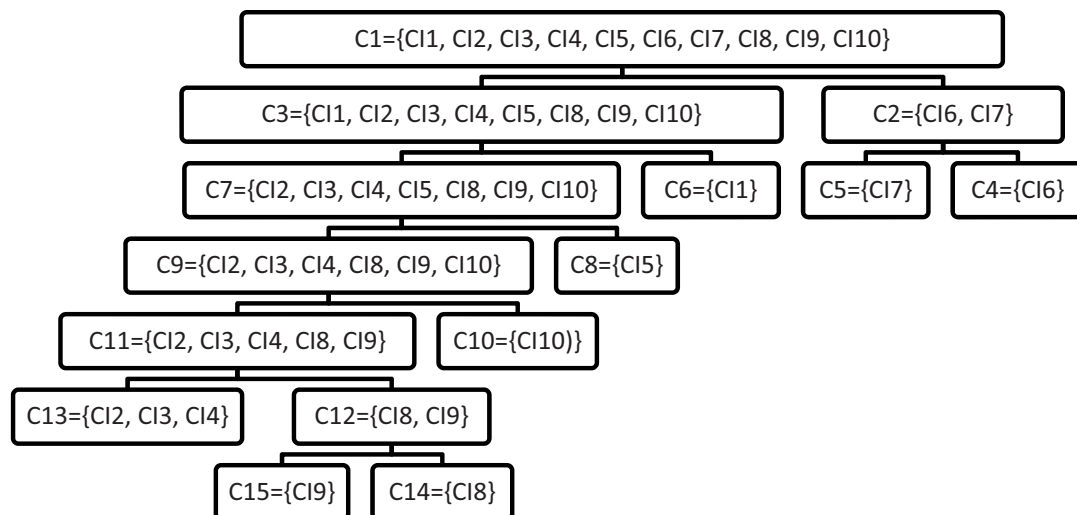 C1={CI1, CI2, CI3, CI4, CI5, CI6, CI7, CI8, CI9, CI10}
C3={CI1, CI2, CI3, CI4, CI5, CI8, CI9, CI10}
C2={CI6, CI7}
C7={CI2, CI3, CI4, CI5, CI8, CI9, CI10}
C6={CI1}
C5={CI7}
C4={CI6}
C9={CI2, CI3, CI4, CI8, CI9, CI10}
C8={CI5}
C11={CI2, CI3, CI4, CI8, CI9}
C10={CI10)}
C13={CI2, CI3, CI4}
C12={CI8, CI9}
C15={CI9}
C14={CI8}